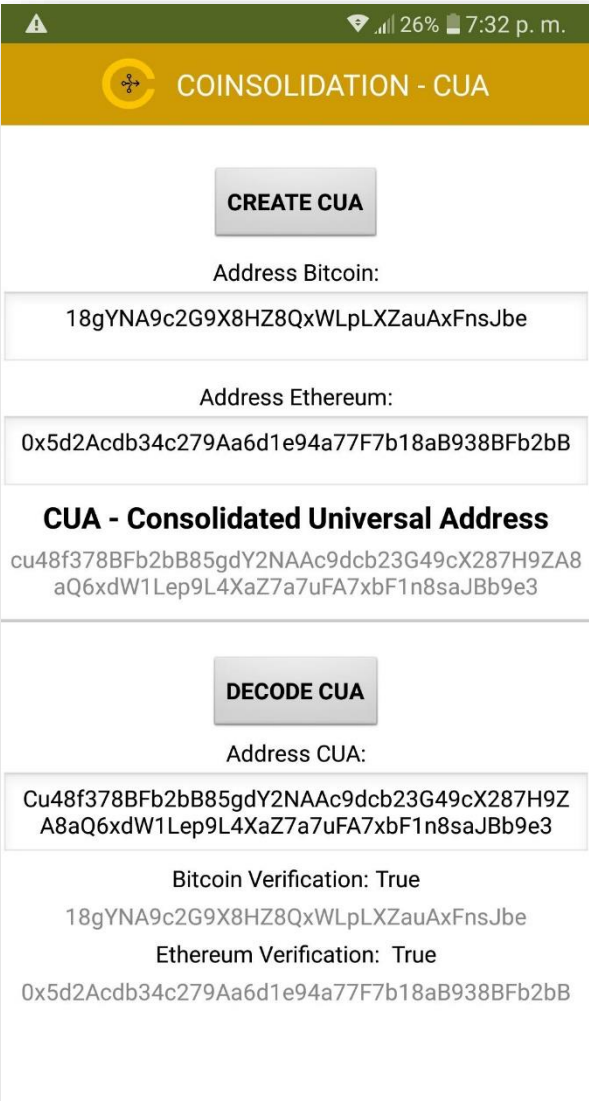 26% 7:32 p. m.
COINSOLIDATION - CUA
CREATE CUA
Address Bitcoin:
18gYNA9c2G9X8HZ8QxWLpLXZauAxFnsJbe
Address Ethereum:
0x5d2Acdb34c279Aa6d1e94a77F7b18aB938BFb2bB
CUA - Consolidated Universal Address
cu48f378BFb2bB85gdY2NAAc9dcb23G49cX287H9ZA8
aQ6xdW1Lep9L4XaZ7a7uFA7xbF1n8saJBb9e3
DECODE CUA
Address CUA:
Cu48f378BFb2bB85gdY2NAAc9dcb23G49cX287H9Z
A8aQ6xdW1Lep9L4XaZ7a7uFA7xbF1n8saJBb9e3
Bitcoin Verification: True
18gYNA9c2G9X8HZ8QxWLpLXZauAxFnsJbe
Ethereum Verification: True
0x5d2Acdb34c279Aa6d1e94a77F7b18aB938BFb2bB